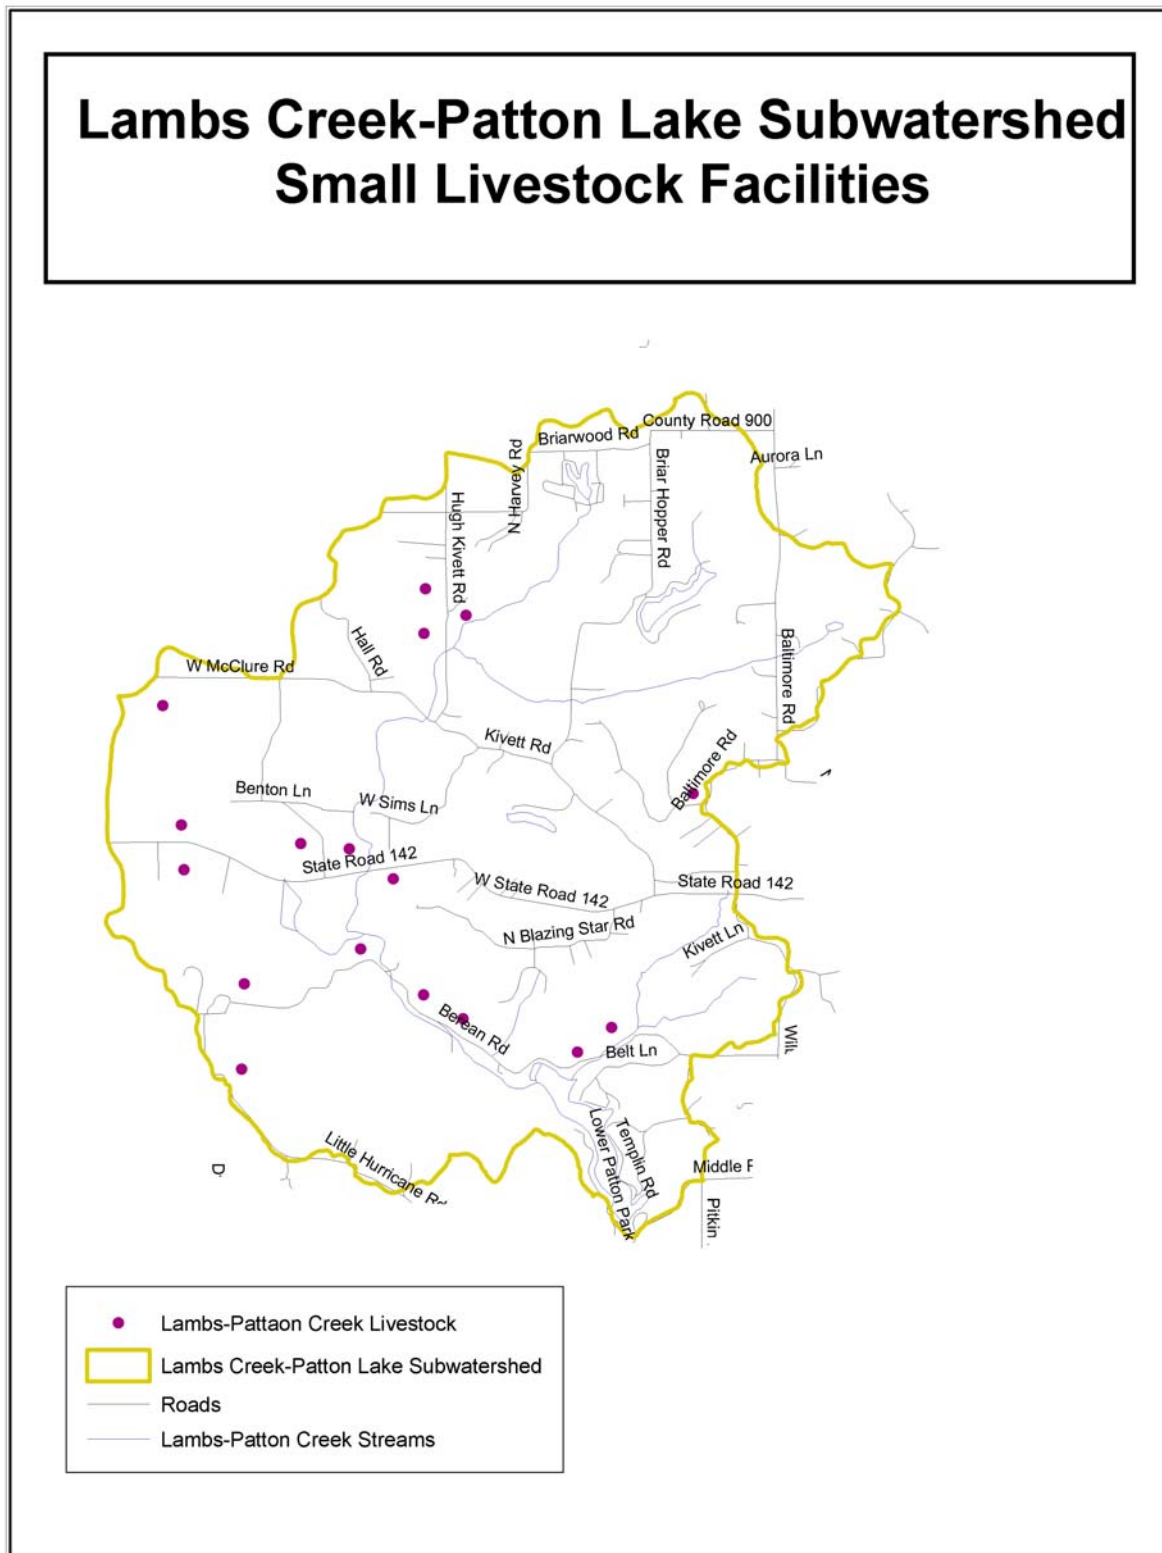 Lambs Creek-Patton Lake Subwatershed
Small Livestock Facilities
County Road 900
Briarwood Rd
Aurora Ln
N Harvey Rd
Briar Hopper Rd
Hugh Kivett Rd
Hall Rd
Baltimore Rd
W McClure Rd
Kivett Rd
Baltimore Rd
Benton Ln
W Sims Ln
State Road 142
W State Road 142
State Road 142
N Blazing Star Rd
Kivett Ln
Berean Rd
Belt Ln
Lower Patton Park
Templin Rd
Little Hurricane Rd
Middle
Pitkin
Lambs-Pattaon Creek Livestock
Lambs Creek-Patton Lake Subwatershed
Roads
Lambs-Patton Creek Streams